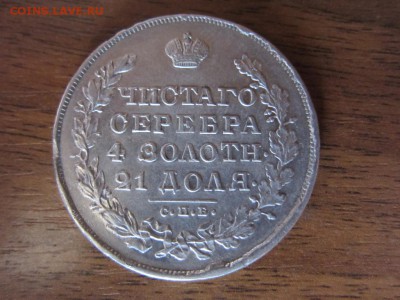 COINS.LAVE.RU
ЧИСТАГО
СЕРЕБРА
4 ЗОЛОТН.
21 ДОЛЯ.
С.П.Б.